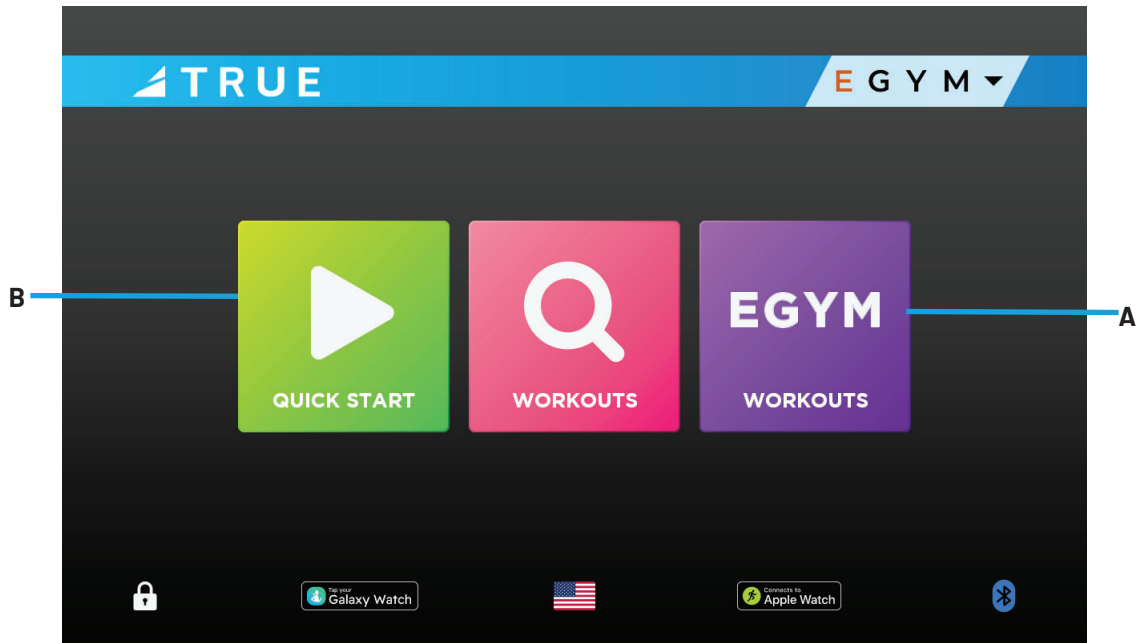 TRUE
EGYM
B
A
EGYM
QUICK START
WORKOUTS
WORKOUTS
Tap your
Galaxy Watch
Connects to
Apple Watch